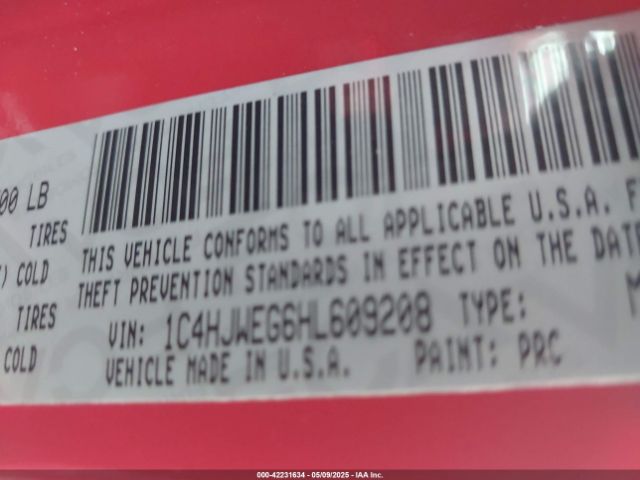 00 LB
TIRES
) COLD
TIRES
COLD
THIS VEHICLE CONFORMS TO ALL APPLICABLE U.S.A. F
THEFT PREVENTION STANDARDS IN EFFECT ON THE DATE
VIN: 1C4HJWEG6HL609208 TYPE: M
VEHICLE MADE IN U.S.A. PAINT: PRC
000-42231634 - 05/09/2025 - IAA Inc.